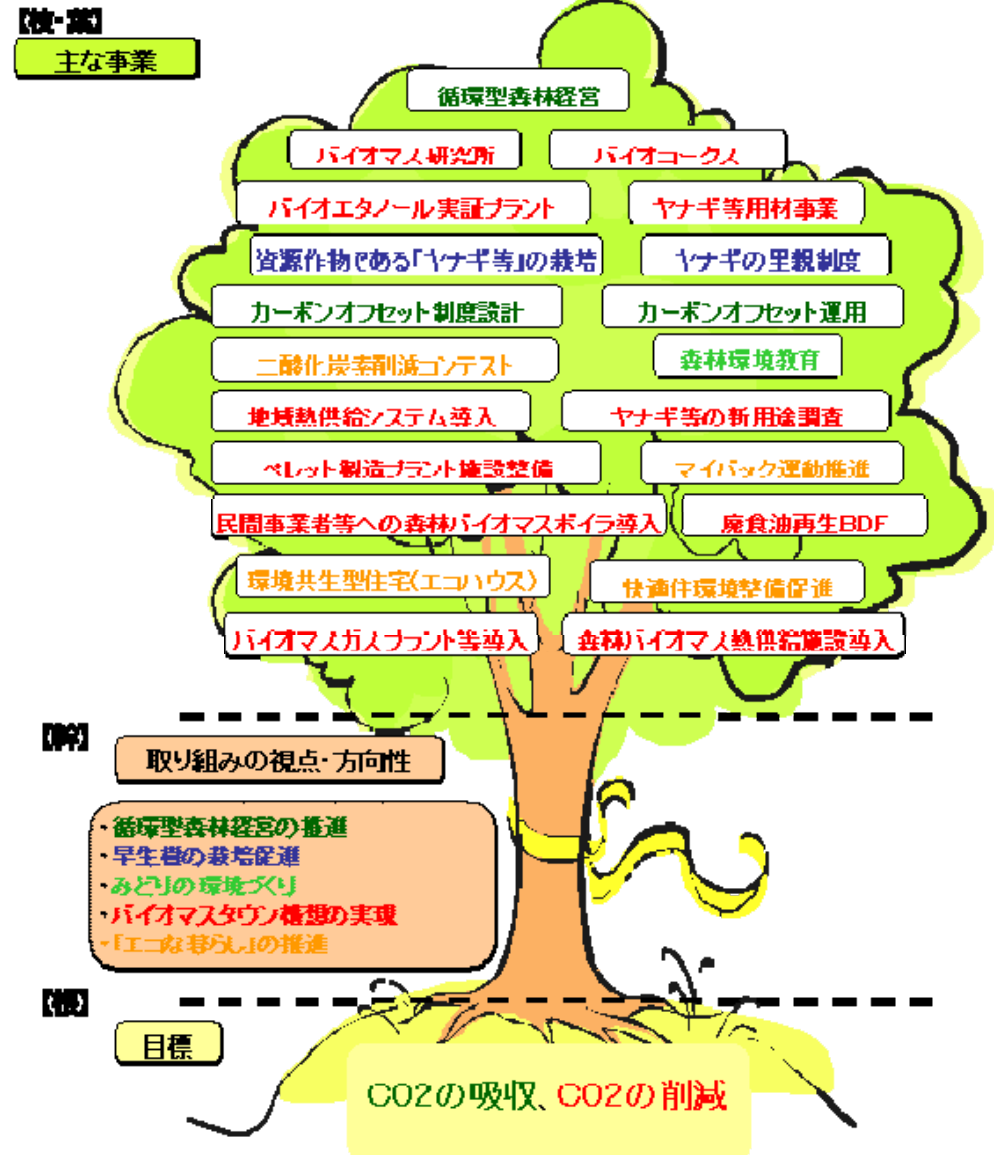 【枝・葉】
主な事業
循環型森林経営
バイオマス研究所
バイオコークス
バイオエタノール実証プラント
ヤナギ等用材事業
資源作物である「ヤナギ等」の栽培
ヤナギの里親制度
カーボンオフセット制度設計
カーボンオフセット運用
二酸化炭素削減コンテスト
森林環境教育
地域熱供給システム導入
ヤナギ等の新用途調査
ペレット製造プラント施設整備
マイバック運動推進
民間事業者等への森林バイオマスボイラ導入
廃食油再生BDF
環境共生型住宅(エコハウス)
快適住環境整備促進
バイオマスガスプラント等導入
森林バイオマス熱供給施設導入
【幹】
取り組みの視点・方向性
・循環型森林経営の推進
・早生樹の栽培促進
・みどりの環境づくり
・バイオマスタウン構想の実現
・「エコな暮らし」の推進
【根】
目標
CO2の吸収、CO2の削減